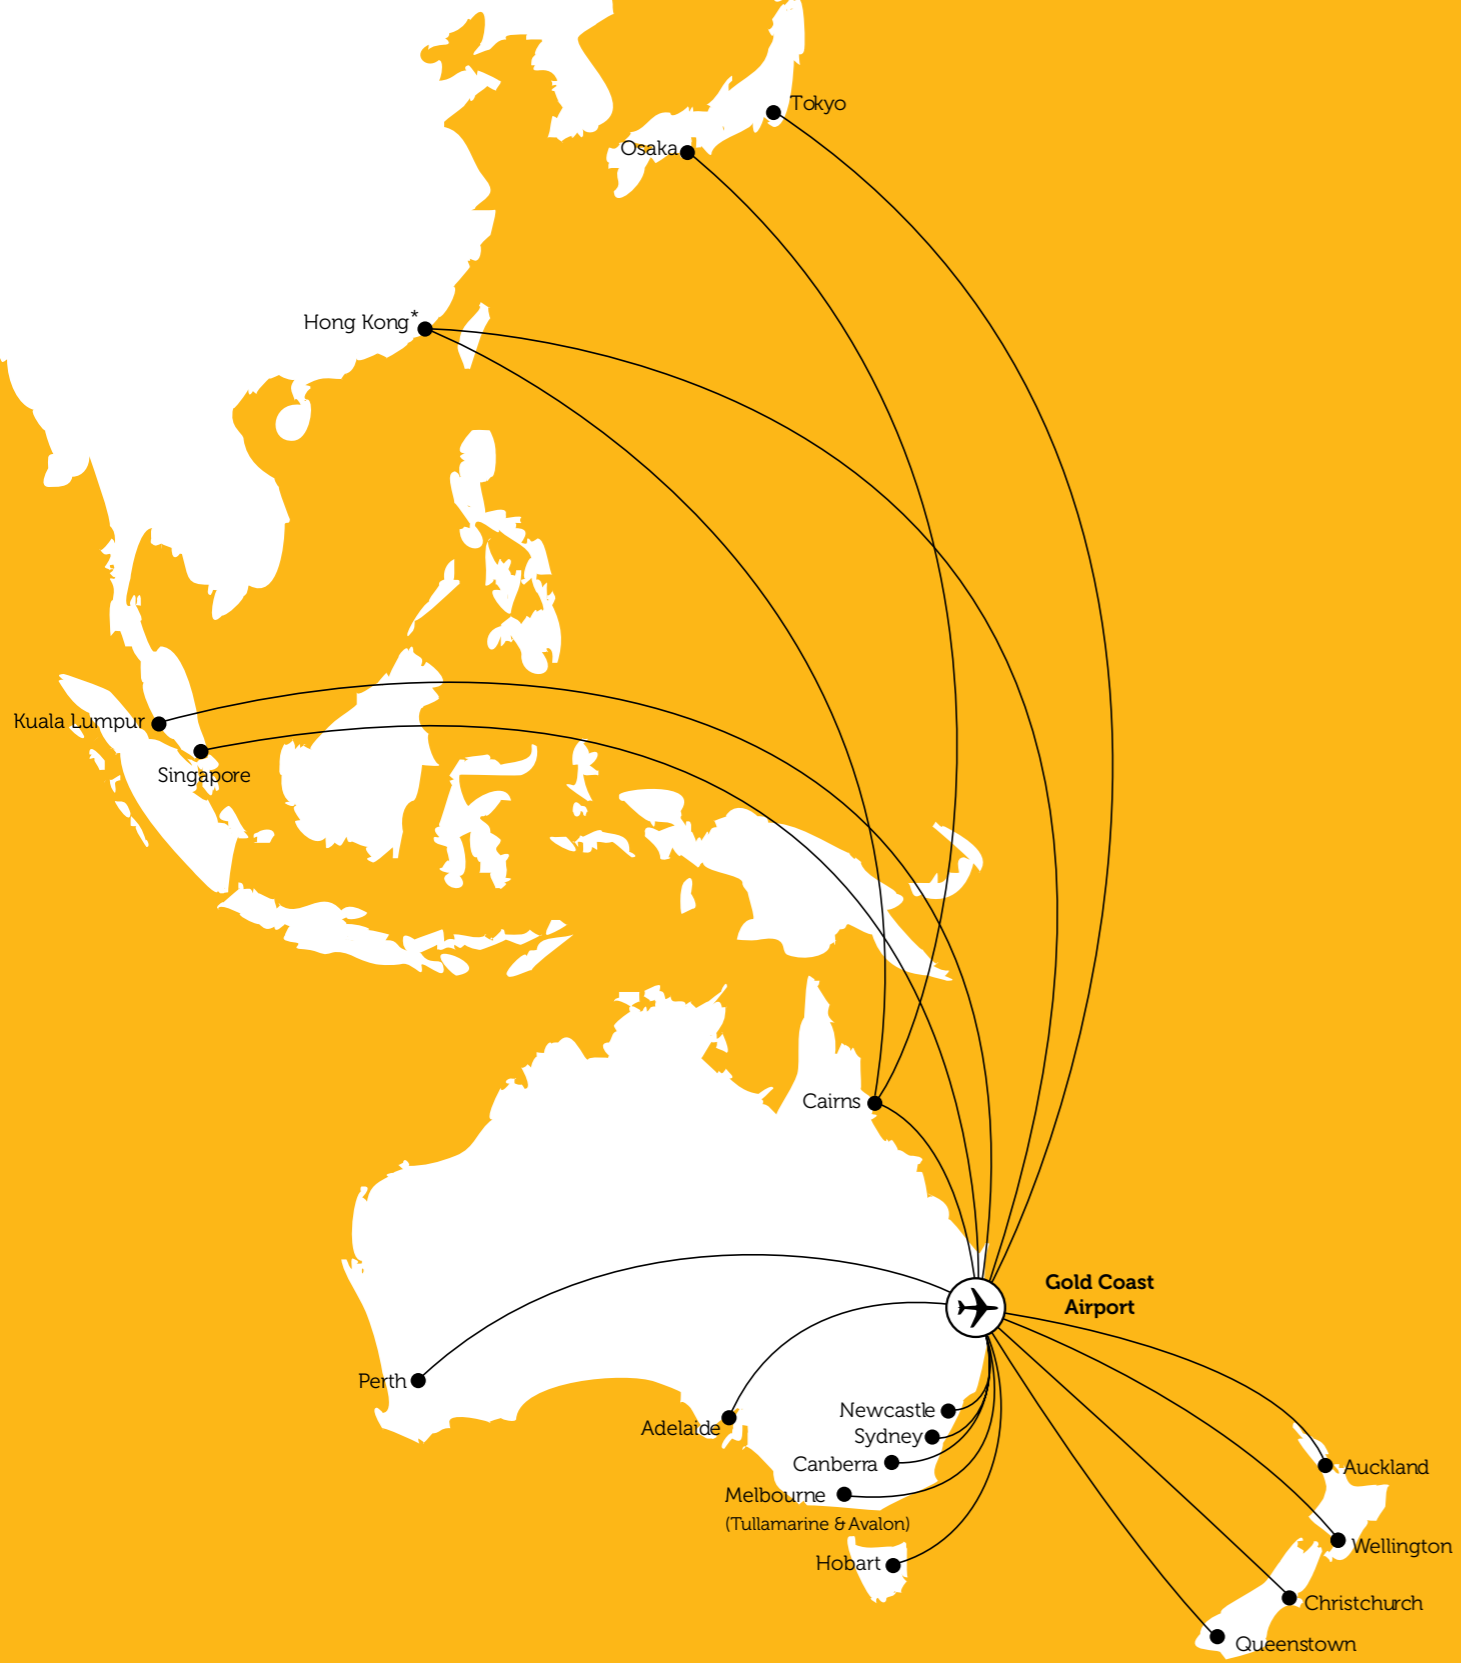 Tokyo
Osaka
Hong Kong*
Kuala Lumpur
Singapore
Cairns
Gold Coast
Airport
Perth
Adelaide
Newcastle
Sydney
Canberra
Melbourne
(Tullamarine & Avalon)
Hobart
Auckland
Wellington
Christchurch
Queenstown